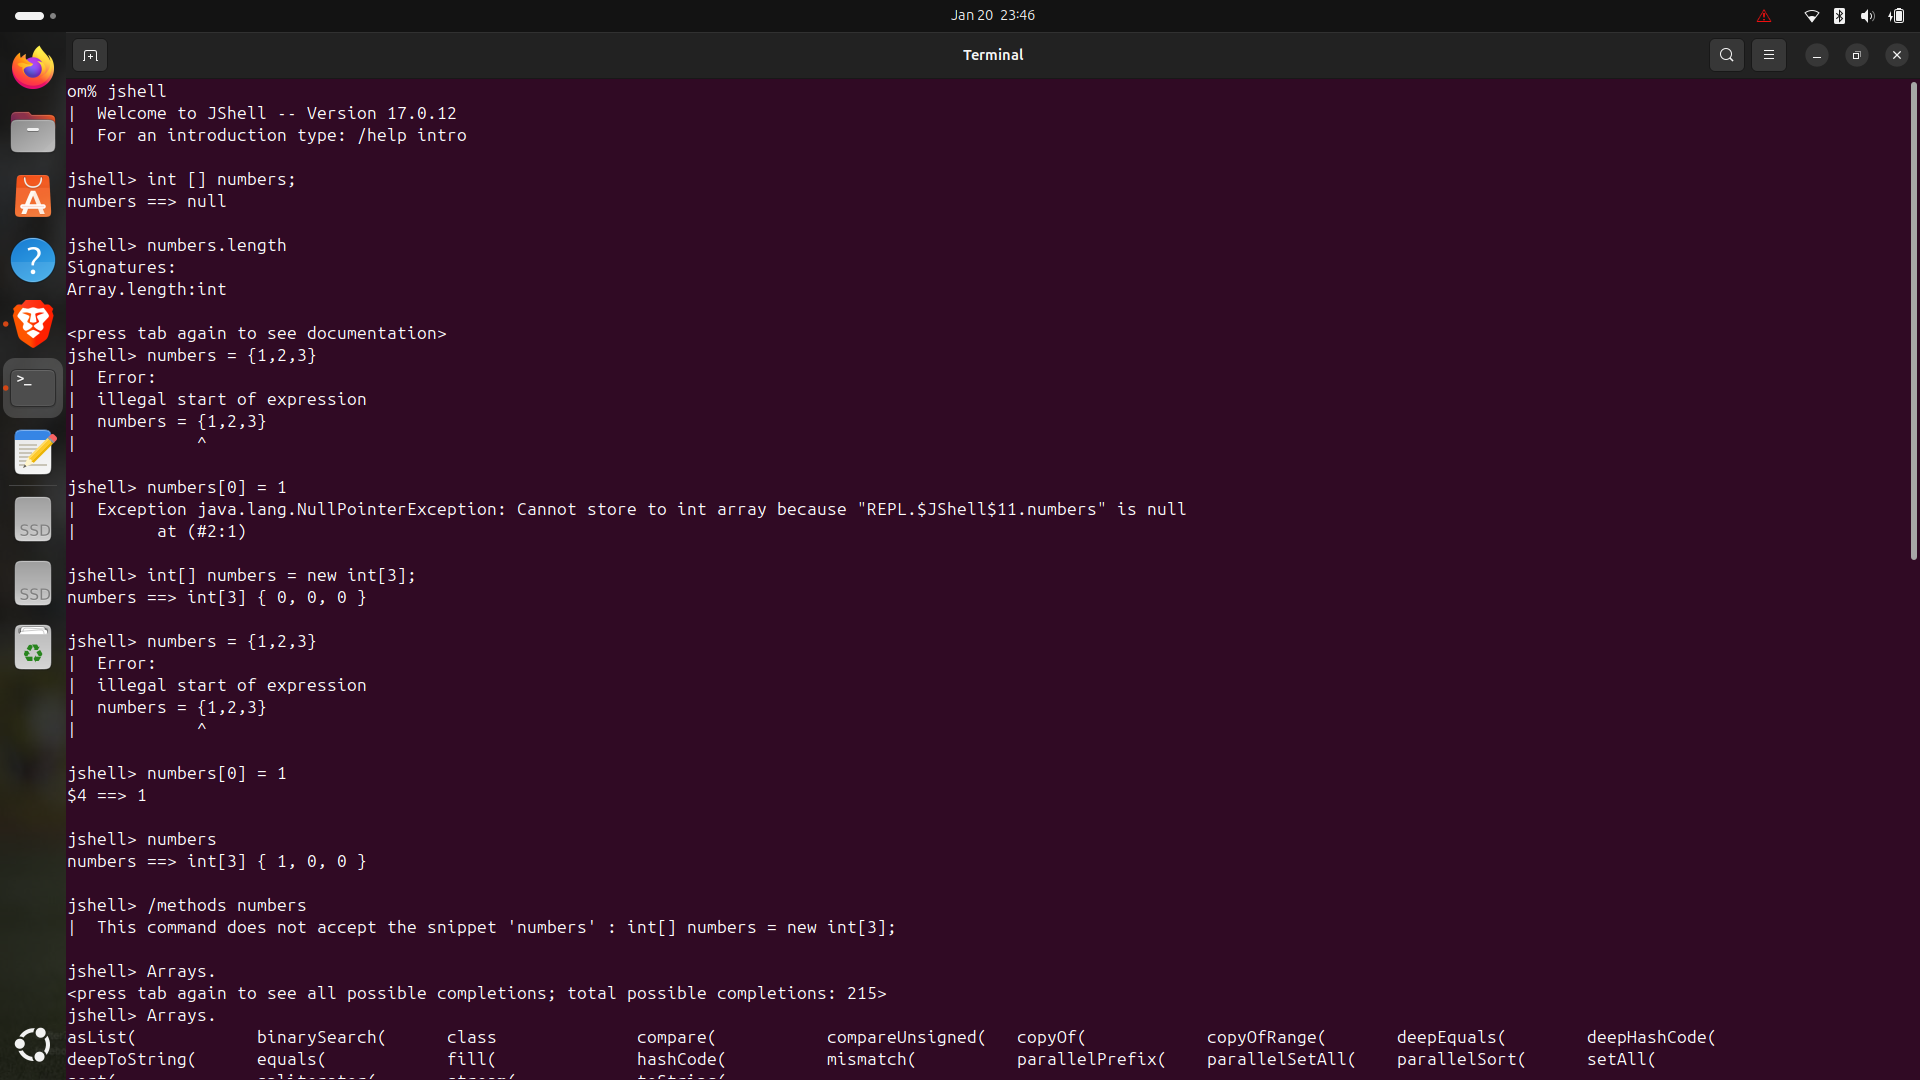 Jan 20 23:46
Terminal
om% jshell
| Welcome to JShell -- Version 17.0.12
| For an introduction type: /help intro
jshell> int [] numbers;
numbers ==> null
jshell> numbers.length
Signatures:
Array.length:int
<press tab again to see documentation>
jshell> numbers = {1,2,3}
| Error:
| illegal start of expression
| numbers = {1,2,3}
| ^
jshell> numbers[0] = 1
| Exception java.lang.NullPointerException: Cannot store to int array because "REPL.$JShell$11.numbers" is null
| at (#2:1)
jshell> int[] numbers = new int[3];
numbers ==> int[3] { 0, 0, 0 }
jshell> numbers = {1,2,3}
| Error:
| illegal start of expression
| numbers = {1,2,3}
| ^
jshell> numbers[0] = 1
$4 ==> 1
jshell> numbers
numbers ==> int[3] { 1, 0, 0 }
jshell> /methods numbers
| This command does not accept the snippet 'numbers' : int[] numbers = new int[3];
jshell> Arrays.
<press tab again to see all possible completions; total possible completions: 215>
jshell> Arrays.
asList( binarySearch( class compare( compareUnsigned( copyOf( copyOfRange( deepEquals( deepHashCode(
deepToString( equals( fill( hashCode( mismatch( parallelPrefix( parallelSetAll( parallelSort( setAll(
SSD
SSD